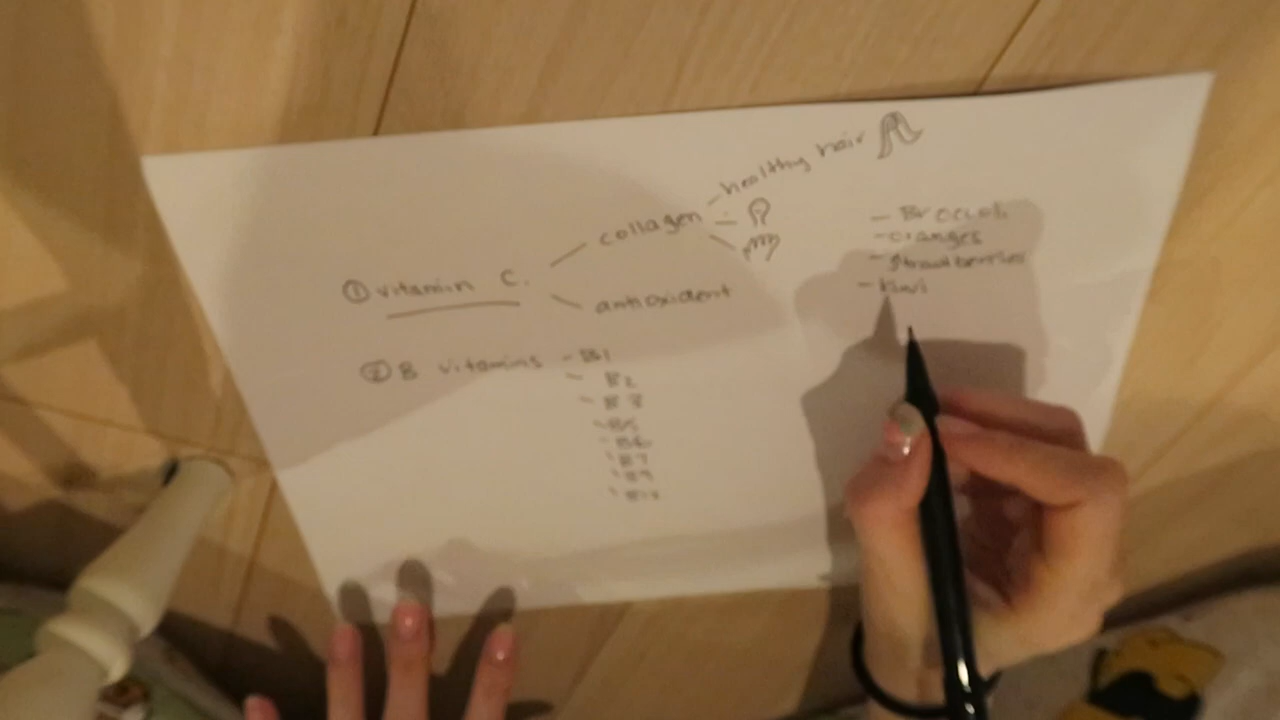 ① vitamin C.
collagen
healthy hair
antioxident
- Broccoli
- oranges
- strawberries
- kiwi
② B vitamins - B1
- B2
- B3
- B5
- B6
- B7
- B9
- B12